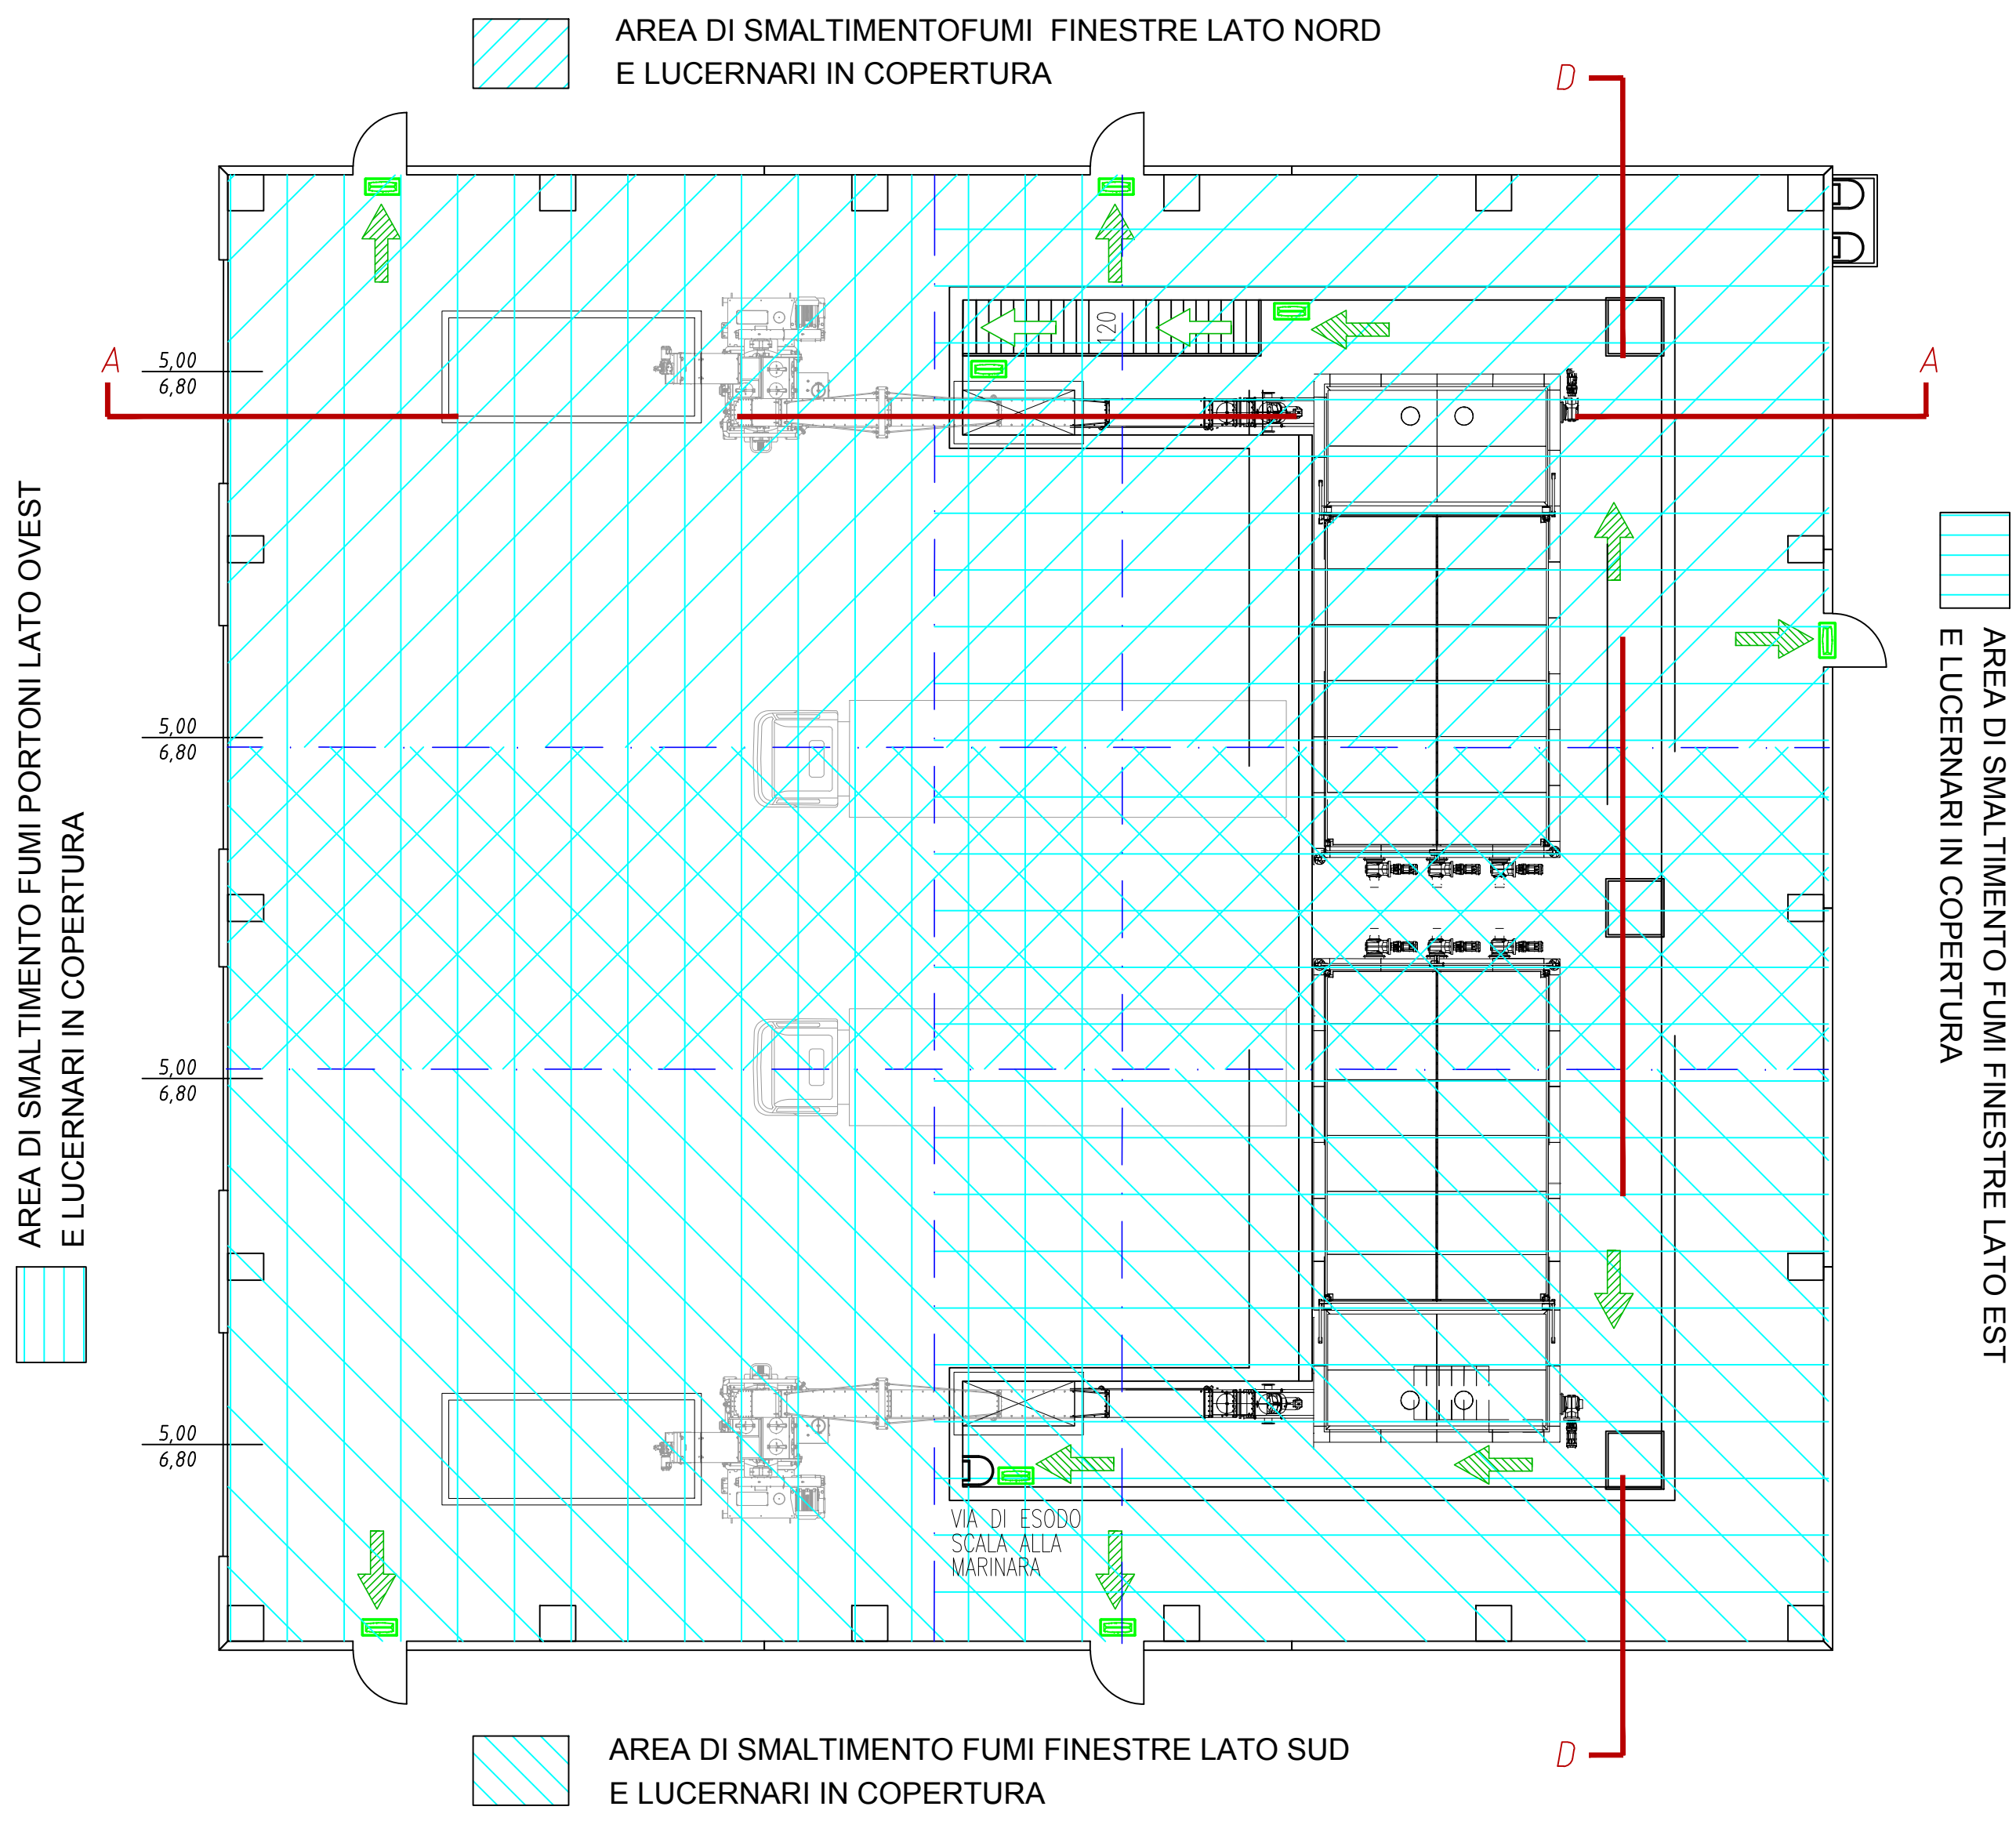 AREA DI SMALTIMENTOFUMI  FINESTRE LATO NORD
E LUCERNARI IN COPERTURA
D
A
A
5,00
6,80
120
5,00
6,80
5,00
6,80
5,00
6,80
AREA DI SMALTIMENTO FUMI PORTONI LATO OVEST
E LUCERNARI IN COPERTURA
AREA DI SMALTIMENTO FUMI FINESTRE LATO EST
E LUCERNARI IN COPERTURA
VIA DI ESODO
SCALA ALLA
MARINARA
D
AREA DI SMALTIMENTO FUMI FINESTRE LATO SUD
E LUCERNARI IN COPERTURA